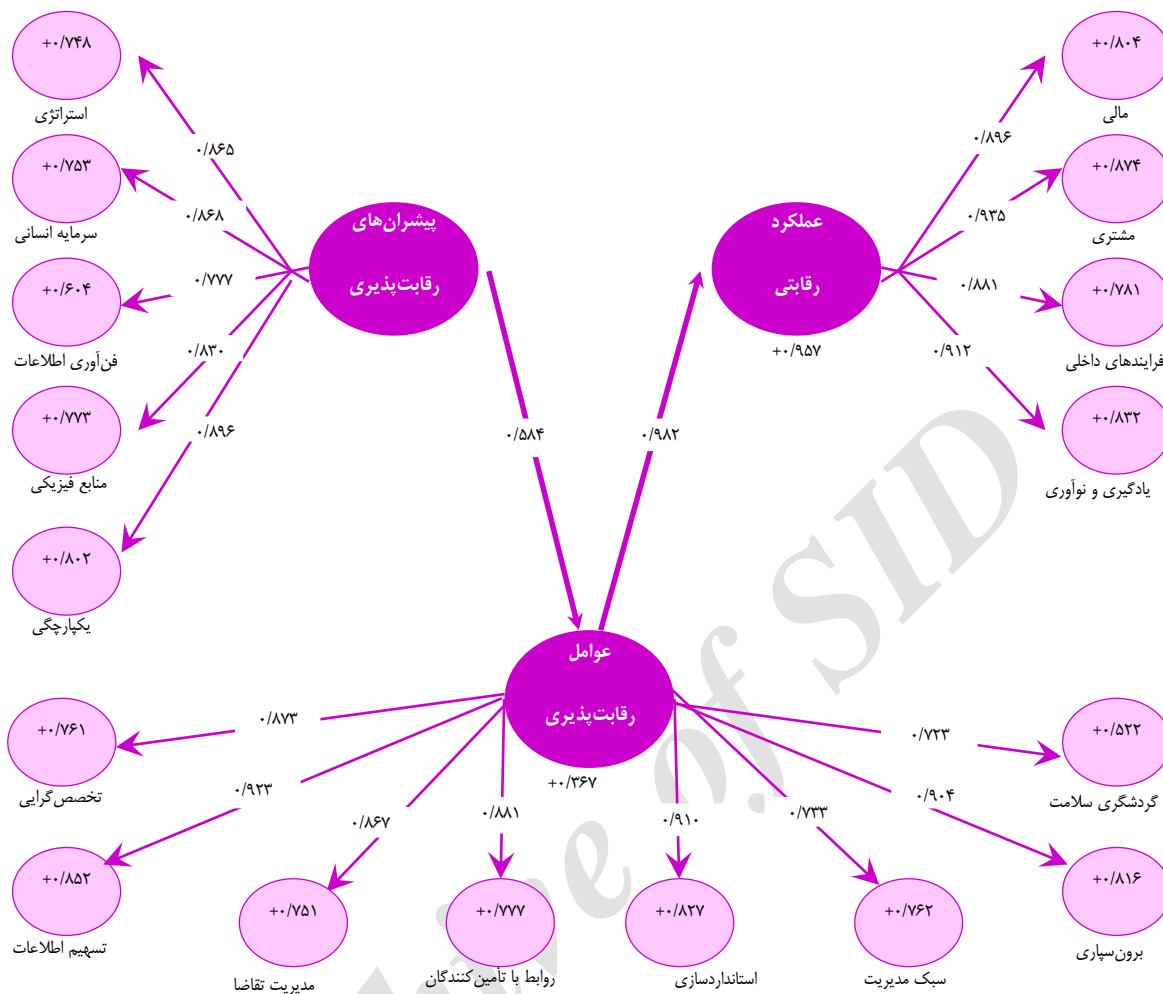 +۰/۷۴۸
استراتژی
+۰/۷۵۳
سرمایه انسانی
+۰/۶۰۴
فن‌آوری اطلاعات
+۰/۷۷۳
منابع فیزیکی
+۰/۸۰۲
یکپارچگی
۰/۸۶۵
۰/۸۶۸
۰/۷۷۷
۰/۸۳۰
۰/۸۹۶
پیشران‌های
رقابت‌پذیری
۰/۵۸۴
عملکرد
رقابتی
+۰/۹۵۷
۰/۹۸۲
۰/۸۹۶
۰/۹۳۵
۰/۸۸۱
۰/۹۱۲
+۰/۸۰۴
مالی
+۰/۸۷۴
مشتری
+۰/۷۸۱
فرایندهای داخلی
+۰/۸۳۲
یادگیری و نوآوری
عوامل
رقابت‌پذیری
+۰/۳۶۷
۰/۸۷۳
۰/۹۲۳
۰/۸۶۷
۰/۸۸۱
۰/۹۱۰
۰/۷۳۳
۰/۹۰۴
۰/۷۲۳
+۰/۷۶۱
تخصص‌گرایی
+۰/۸۵۲
تسهیم اطلاعات
+۰/۷۵۱
مدیریت تقاضا
+۰/۷۷۷
روابط با تأمین‌کنندگان
+۰/۸۲۷
استانداردسازی
+۰/۷۶۲
سبک مدیریت
+۰/۸۱۶
برون‌سپاری
+۰/۵۲۲
گردشگری سلامت
of SID